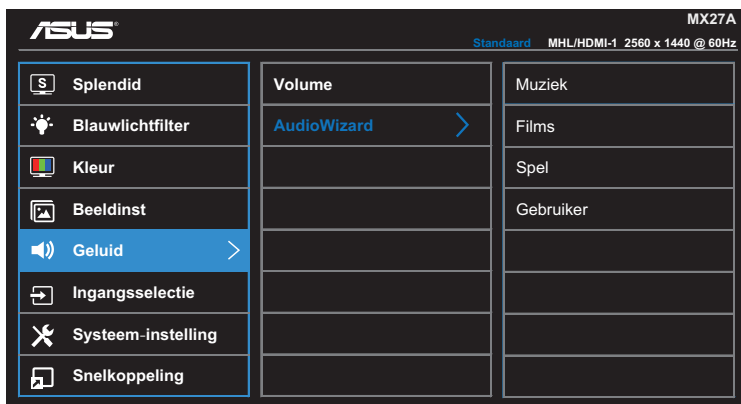 ASUS®
MX27A
Standaard MHL/HDMI-1 2560 x 1440 @ 60Hz
S Splendid
Blauwlichtfilter
Kleur
Beeldinst
Geluid
Ingangsselectie
Systeem-instelling
Snelkoppeling
Volume
AudioWizard
Muziek
Films
Spel
Gebruiker